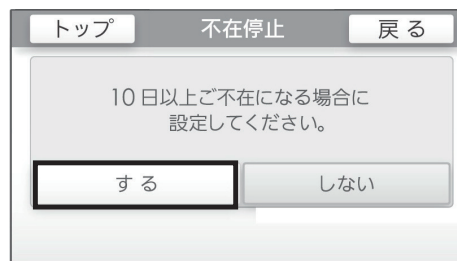 トップ 不在停止 戻る
10日以上ご不在になる場合に
設定してください。
する しない